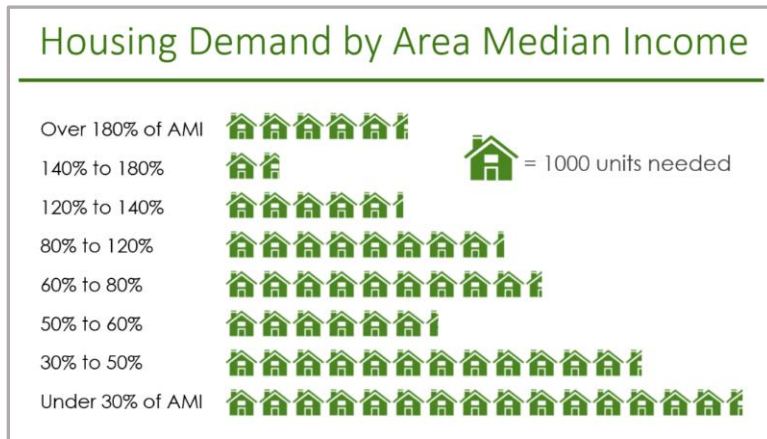 Housing Demand by Area Median Income
Over 180% of AMI
= 1000 units needed
140% to 180%
120% to 140%
80% to 120%
60% to 80%
50% to 60%
30% to 50%
Under 30% of AMI